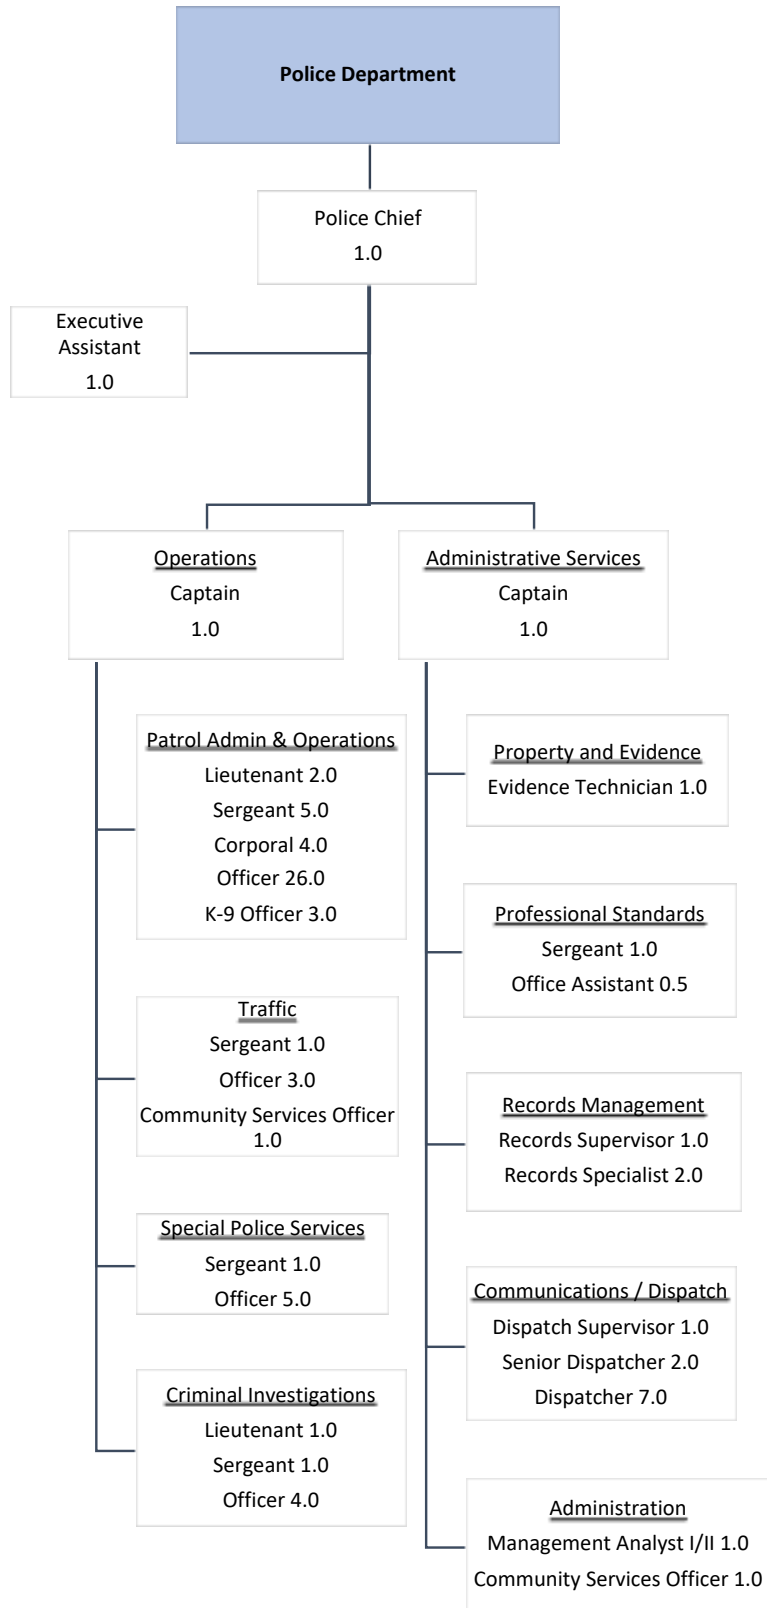 Police Department
Police Chief
1.0
Executive
Assistant
1.0
Operations
Captain
1.0
Administrative Services
Captain
1.0
Patrol Admin & Operations
Lieutenant 2.0
Sergeant 5.0
Corporal 4.0
Officer 26.0
K-9 Officer 3.0
Traffic
Sergeant 1.0
Officer 3.0
Community Services Officer
1.0
Special Police Services
Sergeant 1.0
Officer 5.0
Criminal Investigations
Lieutenant 1.0
Sergeant 1.0
Officer 4.0
Property and Evidence
Evidence Technician 1.0
Professional Standards
Sergeant 1.0
Office Assistant 0.5
Records Management
Records Supervisor 1.0
Records Specialist 2.0
Communications / Dispatch
Dispatch Supervisor 1.0
Senior Dispatcher 2.0
Dispatcher 7.0
Administration
Management Analyst I/II 1.0
Community Services Officer 1.0